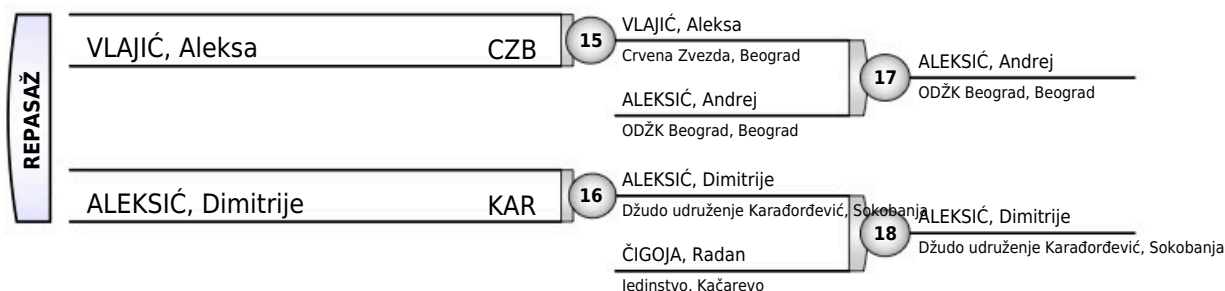 REPASAŽ
VLAJIĆ, Aleksa CZB
15
VLAJIĆ, Aleksa
Crvena Zvezda, Beograd
ALEKSIĆ, Andrej
ODŽK Beograd, Beograd
17
ALEKSIĆ, Andrej
ODŽK Beograd, Beograd
ALEKSIĆ, Dimitrije KAR
16
ALEKSIĆ, Dimitrije
Džudo udruženje Karađorđević, Sokobanja
ČIGOJA, Radan
Jedinstvo, Kačarevo
18
ALEKSIĆ, Dimitrije
Džudo udruženje Karađorđević, Sokobanja